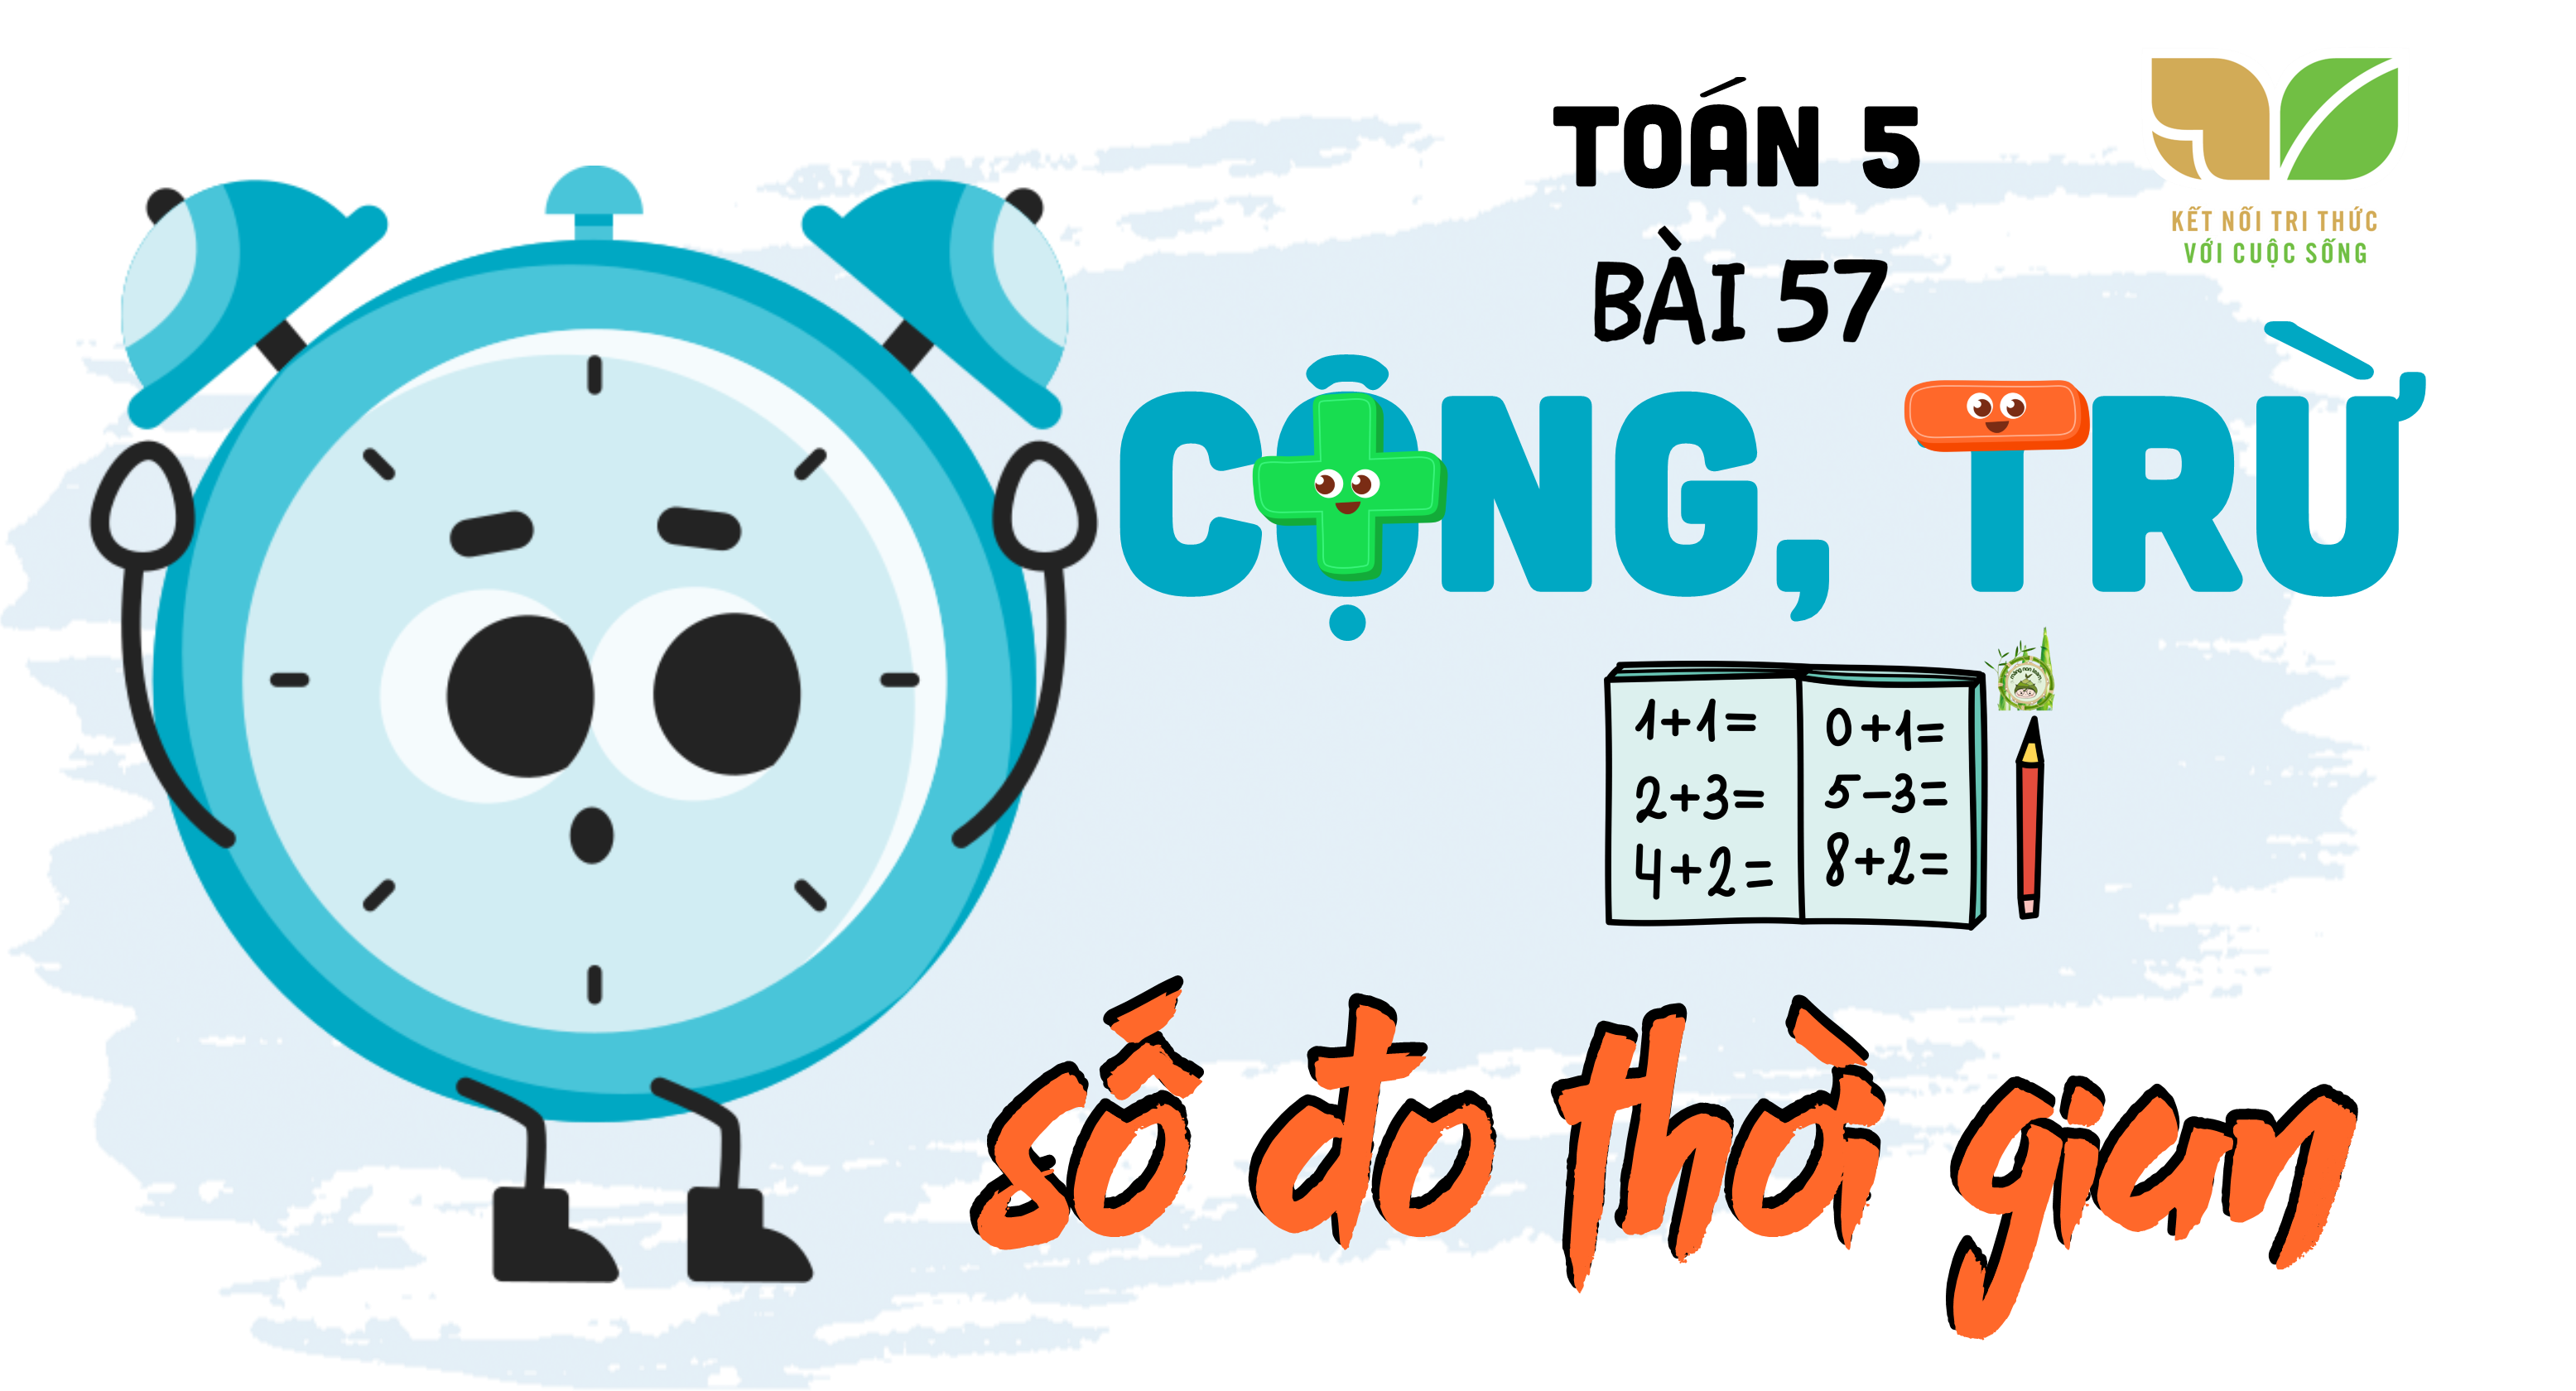 TOÁN 5
KẾT NỐI TRI THỨC
VỚI CUỘC SỐNG
BÀI 57
CỘNG, TRỪ
1+1= 0+1=
2+3= 5-3=
4+2= 8+2=
số đo thời gian